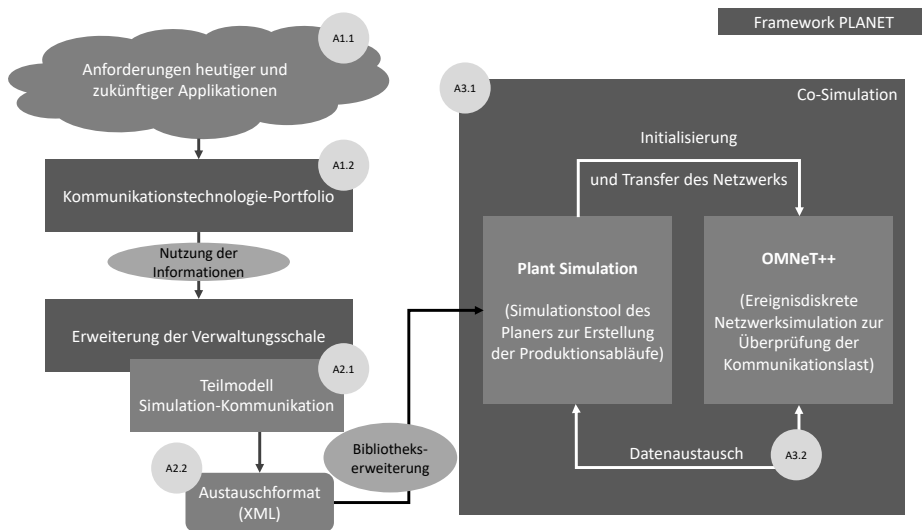 Framework PLANET
A1.1
Anforderungen heutiger und
zukünftiger Applikationen
A1.2
Kommunikationstechnologie-Portfolio
Nutzung der
Informationen
Erweiterung der Verwaltungsschale
A2.1
Teilmodell
Simulation-Kommunikation
A2.2
Austauschformat
(XML)
Bibliotheks-
erweiterung
A3.1
Co-Simulation
Initialisierung
und Transfer des Netzwerks
Plant Simulation
(Simulationstool des
Planers zur Erstellung
der Produktionsabläufe)
OMNeT++
(Ereignisdiskrete
Netzwerksimulation zur
Überprüfung der
Kommunikationslast)
Datenaustausch
A3.2